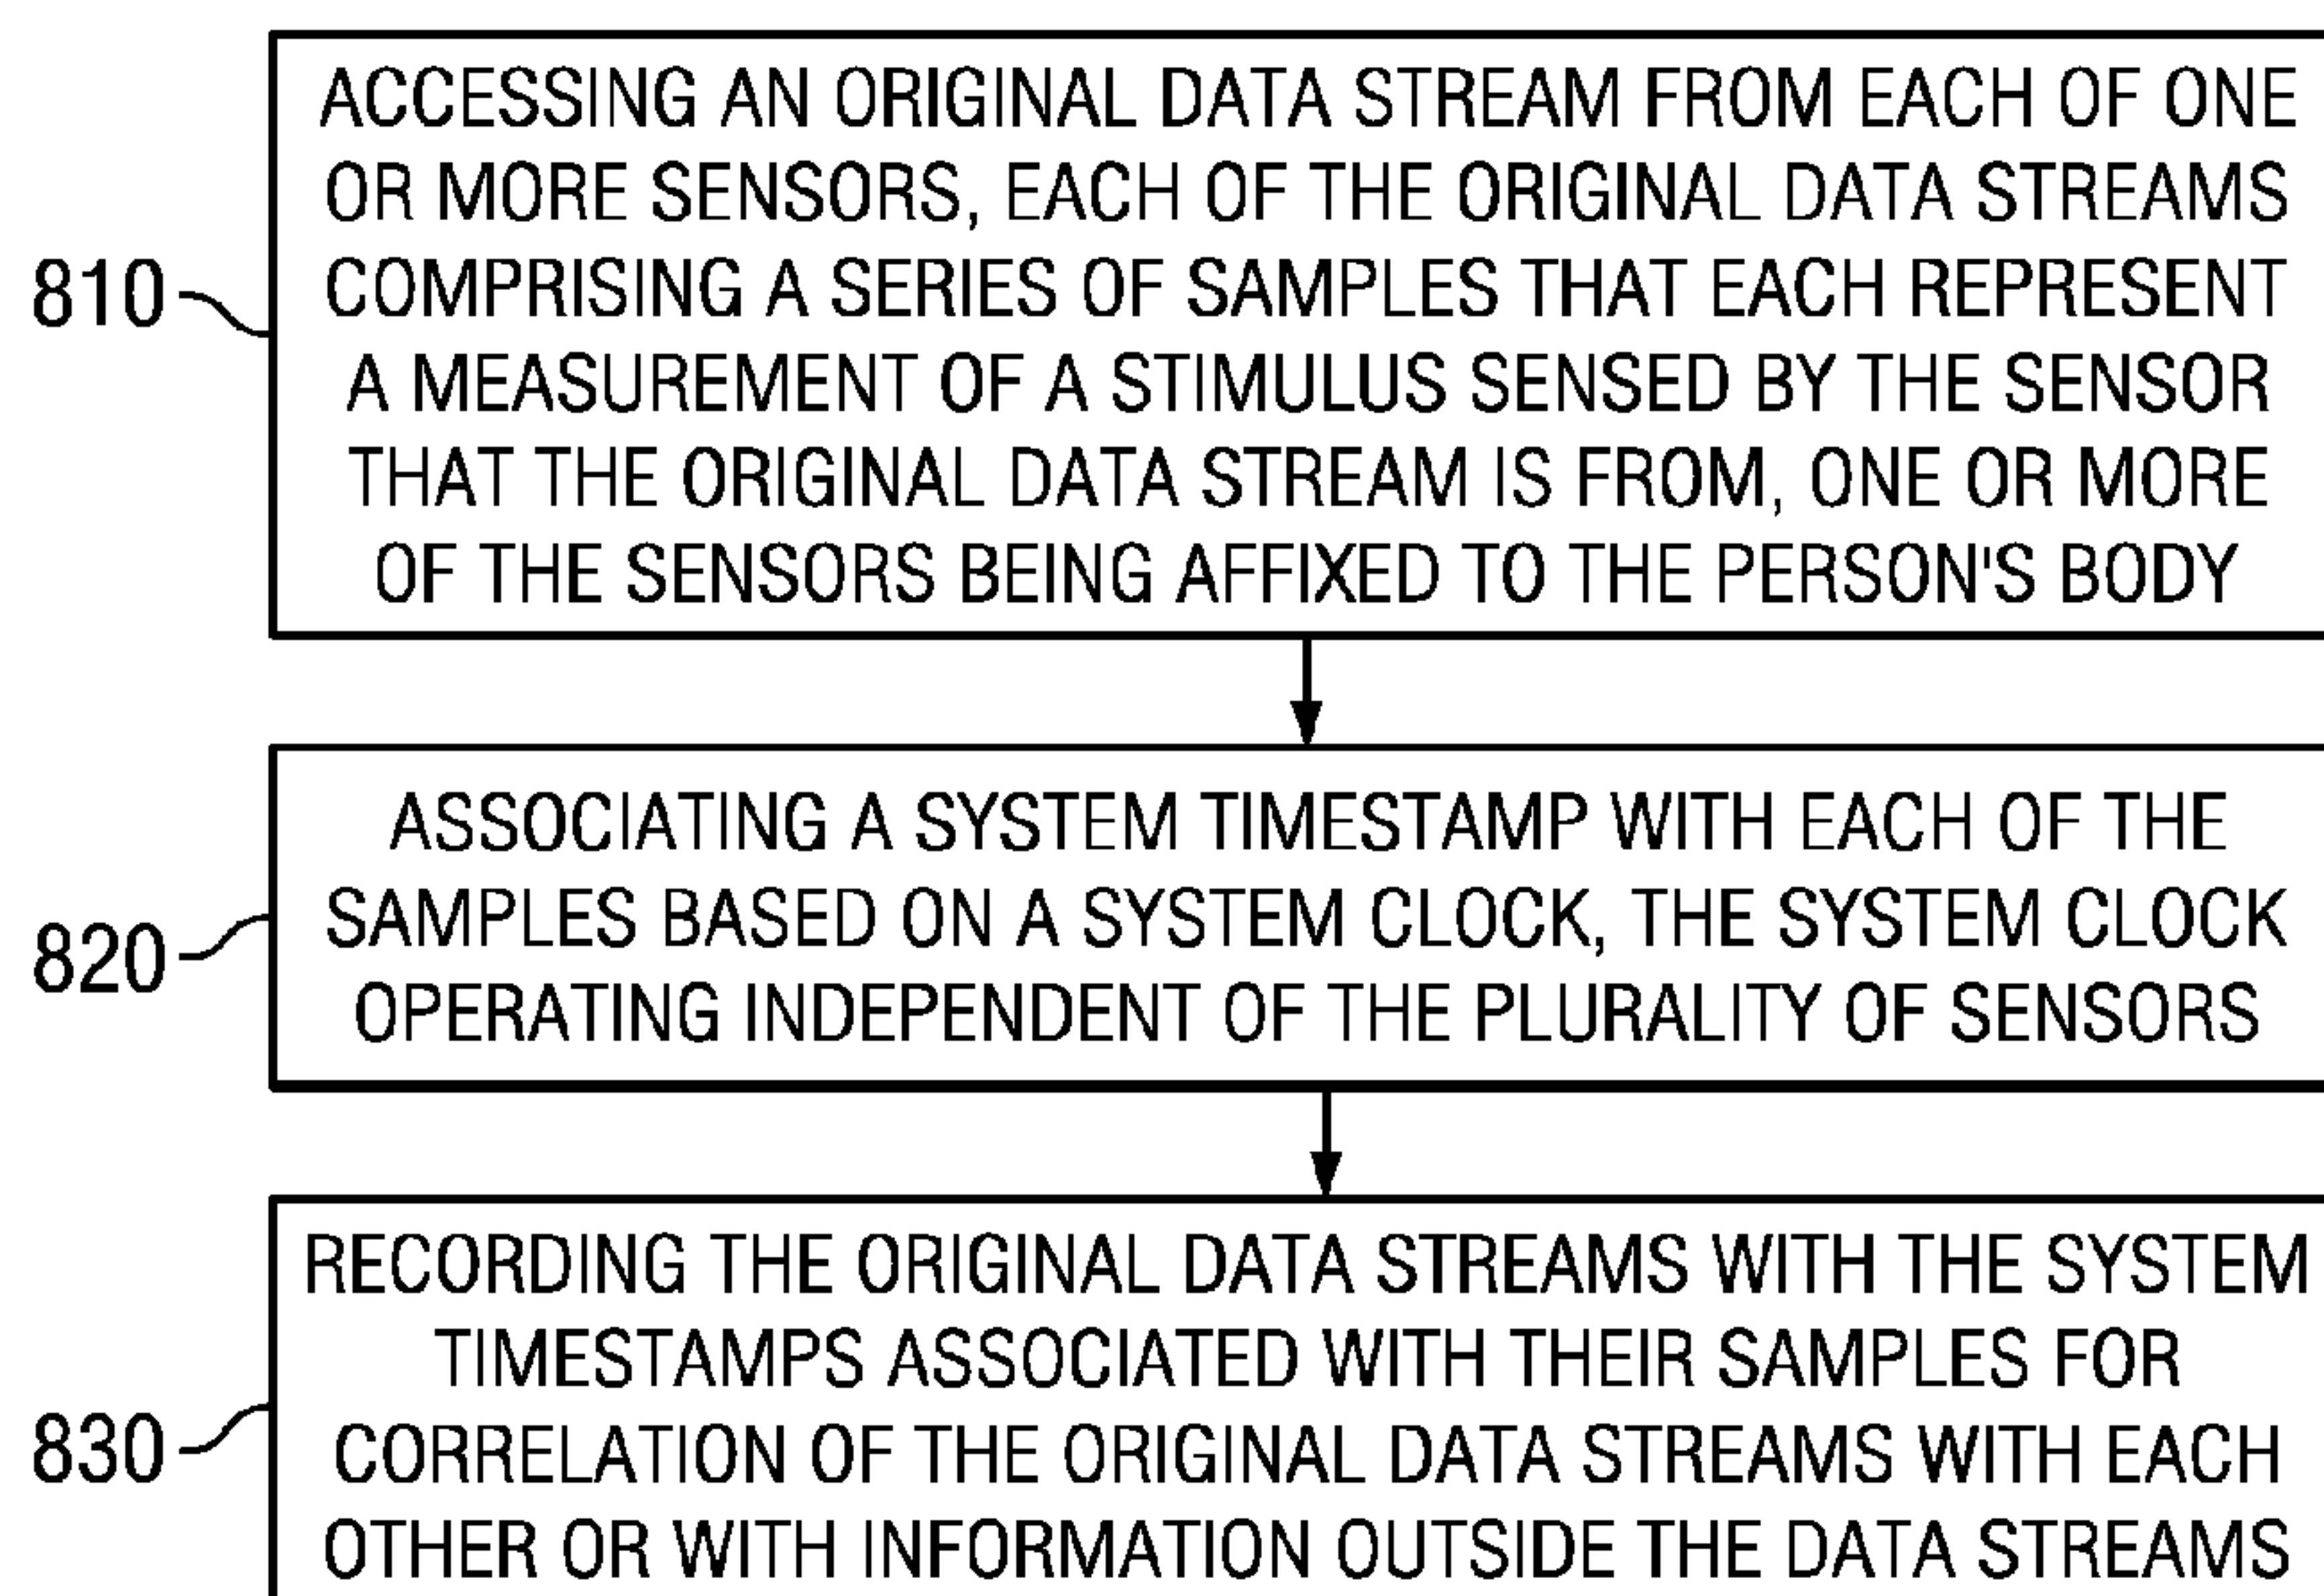 ACCESSING AN ORIGINAL DATA STREAM FROM EACH OF ONE
OR MORE SENSORS, EACH OF THE ORIGINAL DATA STREAMS
810
COMPRISING A SERIES OF SAMPLES THAT EACH REPRESENT
A MEASUREMENT OF A STIMULUS SENSED BY THE SENSOR
THAT THE ORIGINAL DATA STREAM IS FROM, ONE OR MORE
OF THE SENSORS BEING AFFIXED TO THE PERSON'S BODY
ASSOCIATING A SYSTEM TIMESTAMP WITH EACH OF THE
SAMPLES BASED ON A SYSTEM CLOCK, THE SYSTEM CLOCK
820
OPERATING INDEPENDENT OF THE PLURALITY OF SENSORS
RECORDING THE ORIGINAL DATA STREAMS WITH THE SYSTEM
TIMESTAMPS ASSOCIATED WITH THEIR SAMPLES FOR
830
CORRELATION OF THE ORIGINAL DATA STREAMS WITH EACH
OTHER OR WITH INFORMATION OUTSIDE THE DATA STREAMS